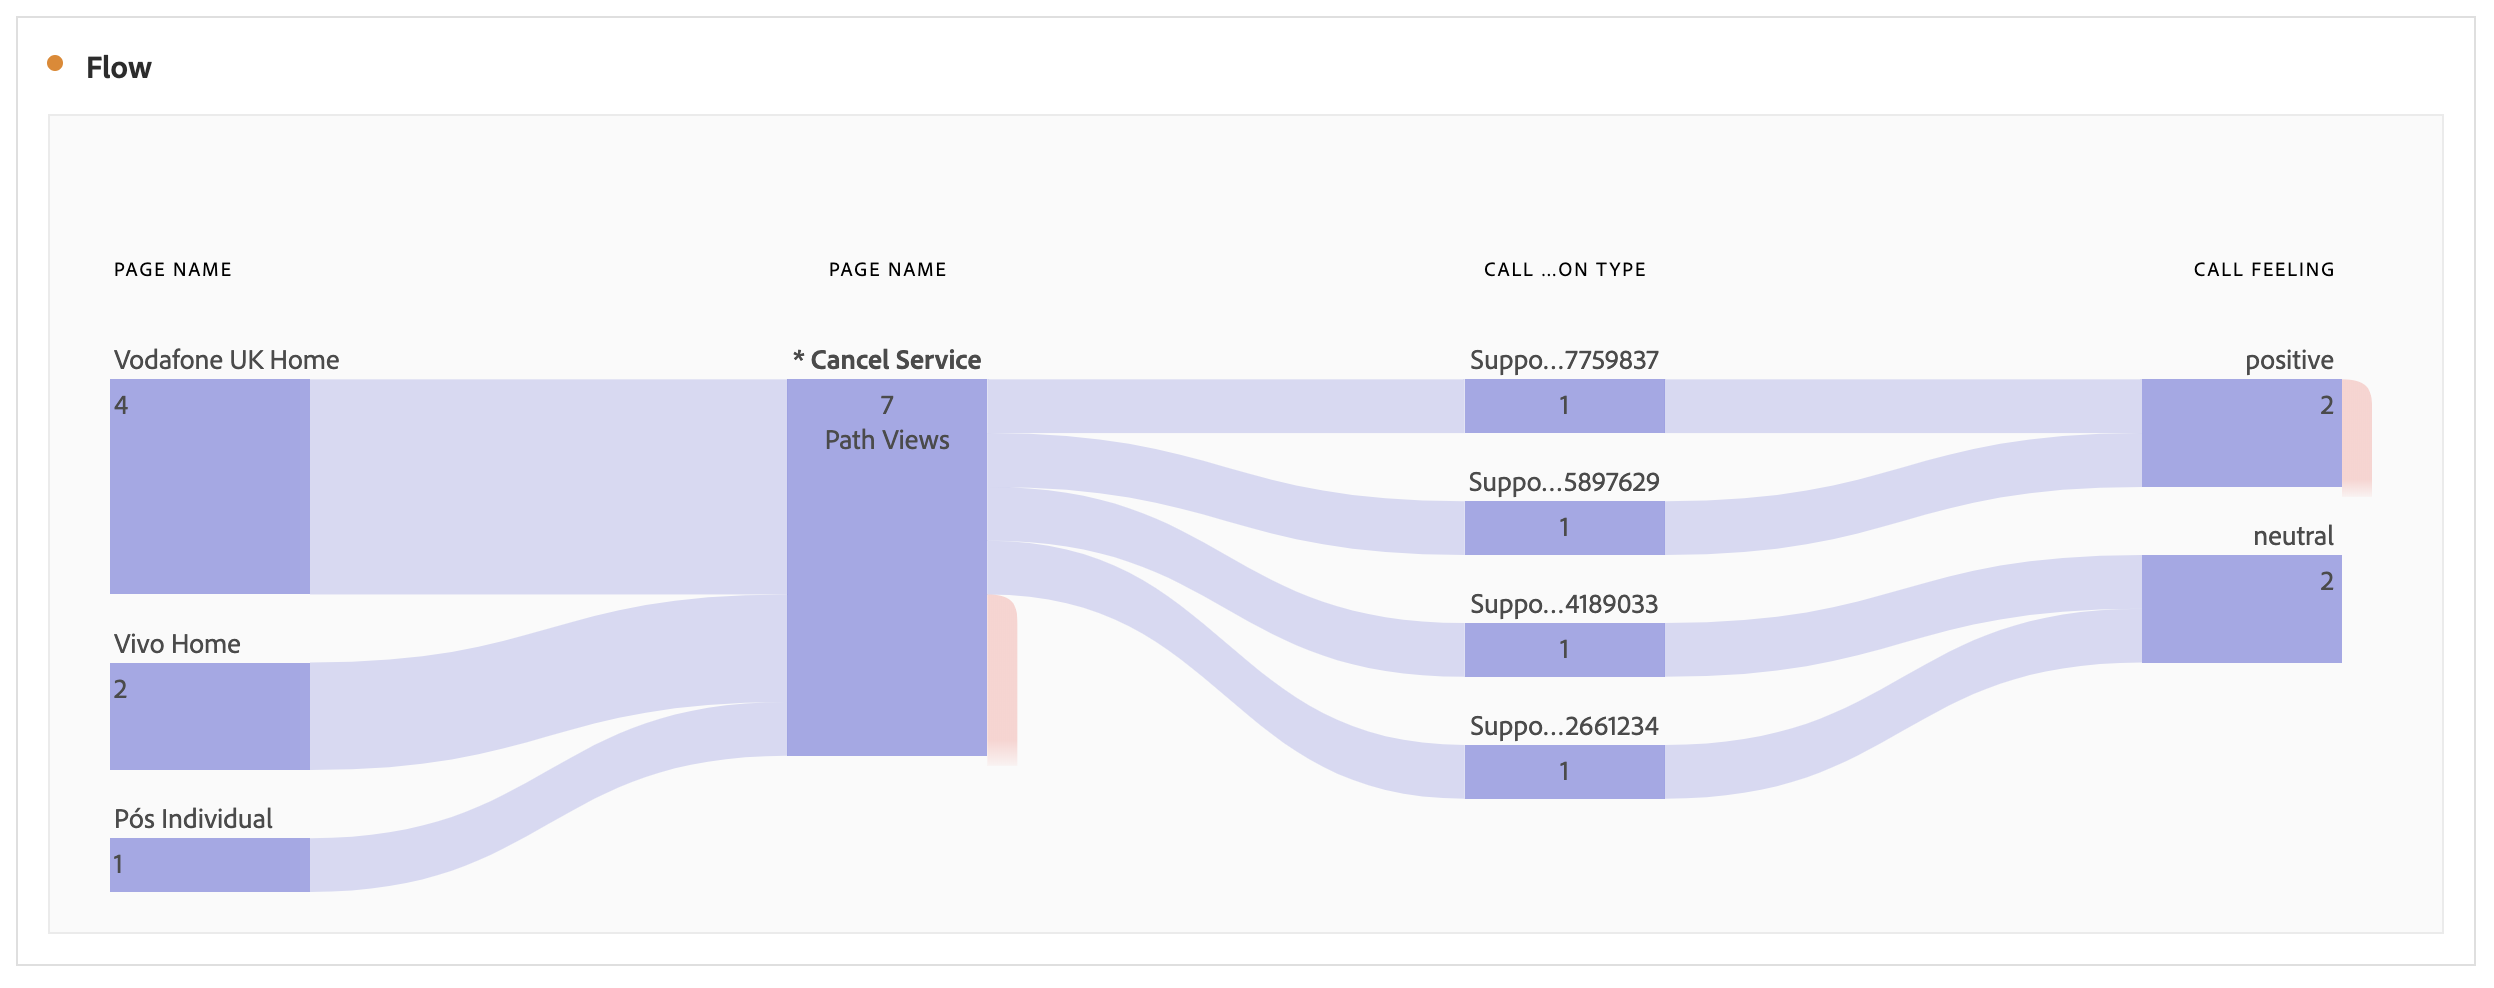 Flow
PAGE NAME
PAGE NAME
CALL ...ON TYPE
CALL FEELING
Vodafone UK Home
4
Vivo Home
2
Pós Individual
1
* Cancel Service
7
Path Views
Suppo...7759837
1
Suppo...5897629
1
Suppo...4189033
1
Suppo...2661234
1
positive
2
neutral
2